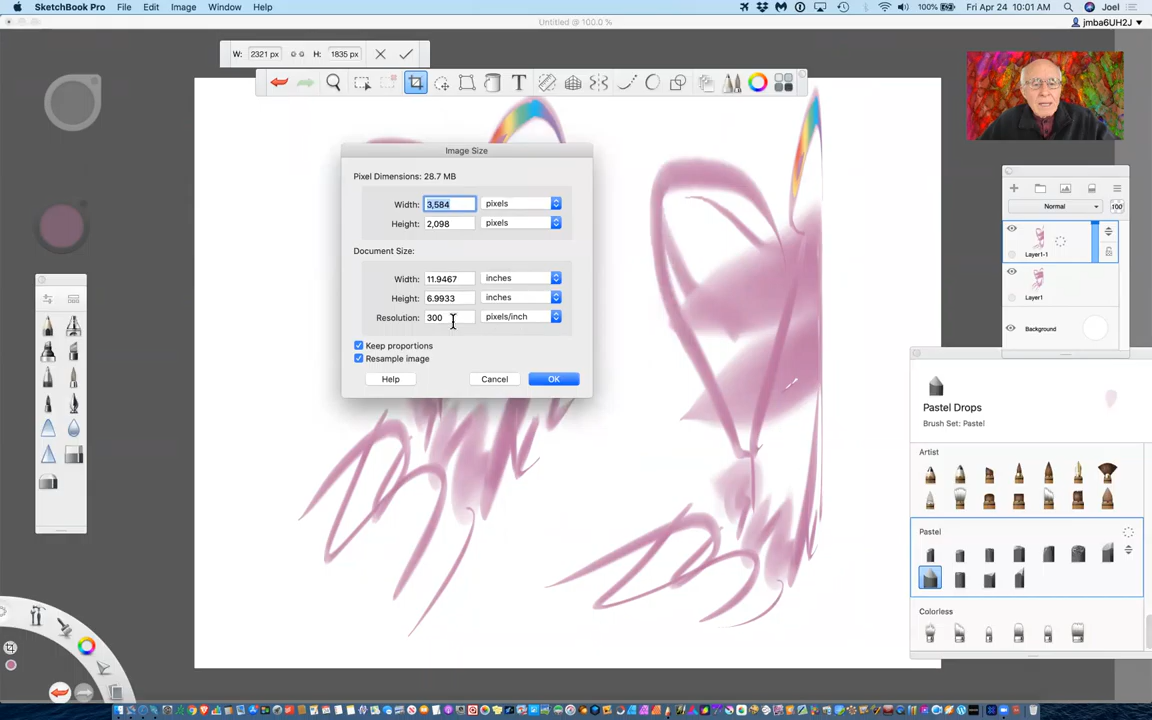 SketchBook Pro File Edit Image Window Help 100% Fri Apr 24 10:01 AM Joel
Untitled @ 100.0 %
jmba6UH2J
W: 2321 px H: 1835 px
T
Image Size
Pixel Dimensions: 28.7 MB
Width: 3,584 pixels
Height: 2,098 pixels
Document Size:
Width: 11.9467 inches
Height: 6.9933 inches
Resolution: 300 pixels/inch
Keep proportions
Resample image
Help Cancel OK
Normal 100
Layer1-1
Layer1
Background
Pastel Drops
Brush Set: Pastel
Artist
Pastel
Colorless